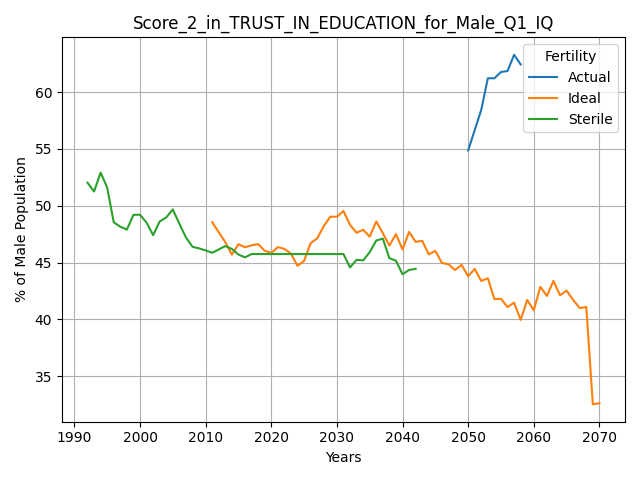 Score_2_in_TRUST_IN_EDUCATION_for_Male_Q1_IQ
Fertility
Actual
Ideal
Sterile
% of Male Population
60
55
50
45
40
35
1990 2000 2010 2020 2030 2040 2050 2060 2070
Years